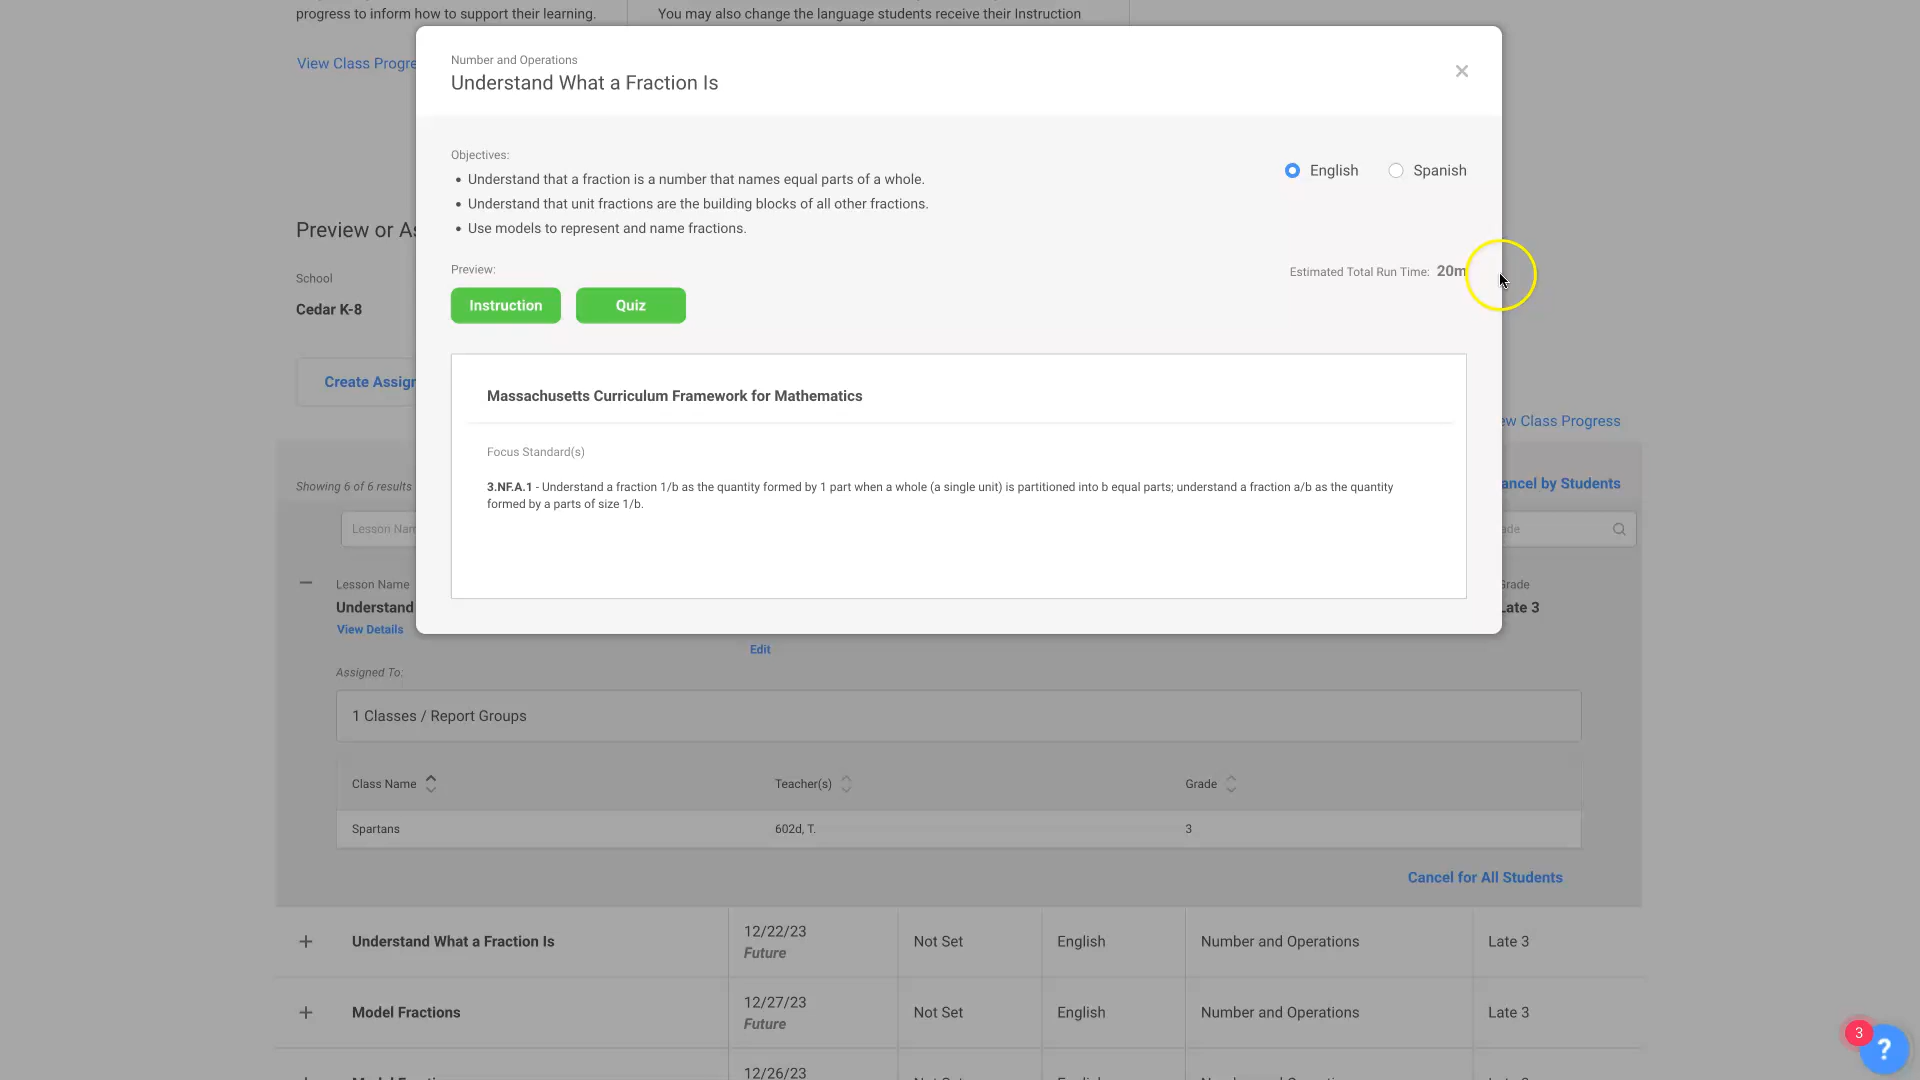 progress to inform how to support their learning.
You may also change the language students receive their Instruction
View Class Progre
Number and Operations
Understand What a Fraction Is
Objectives:
• Understand that a fraction is a number that names equal parts of a whole.
• Understand that unit fractions are the building blocks of all other fractions.
• Use models to represent and name fractions.
English
Spanish
Preview or As
School
Cedar K-8
Preview:
Estimated Total Run Time: 20m
Instruction
Quiz
Create Assign
Massachusetts Curriculum Framework for Mathematics
ew Class Progress
Focus Standard(s)
3.NF.A.1 - Understand a fraction 1/b as the quantity formed by 1 part when a whole (a single unit) is partitioned into b equal parts; understand a fraction a/b as the quantity
formed by a parts of size 1/b.
Showing 6 of 6 results
ancel by Students
Lesson Nam
ade
Lesson Name
Grade
Understand
Late 3
View Details
Edit
Assigned To:
1 Classes / Report Groups
Class Name
Teacher(s)
Grade
Spartans
602d, T.
3
Cancel for All Students
+ Understand What a Fraction Is
12/22/23
Future
Not Set
English
Number and Operations
Late 3
+ Model Fractions
12/27/23
Future
Not Set
English
Number and Operations
Late 3
12/26/23
3
?